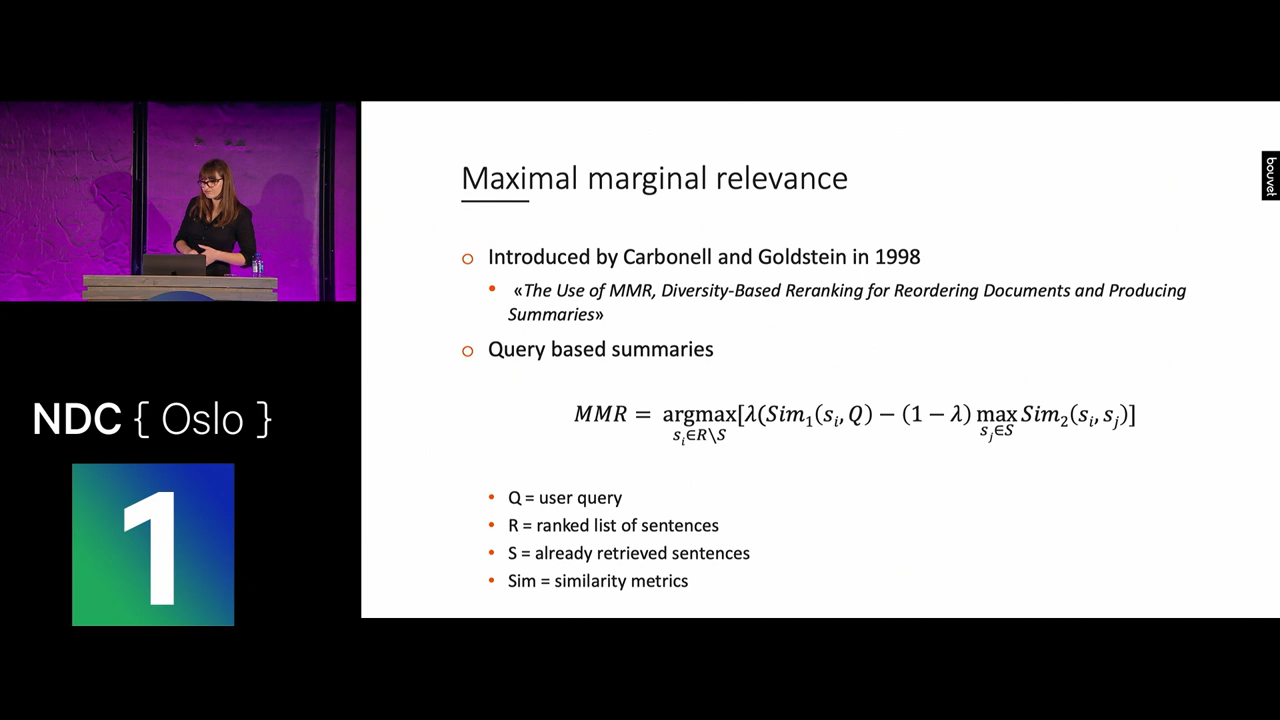 Maximal marginal relevance
bouvet
Introduced by Carbonell and Goldstein in 1998
«The Use of MMR, Diversity-Based Reranking for Reordering Documents and Producing
Summaries»
Query based summaries
MMR = argmax[λ(Sim₁(sᵢ, Q) − (1 − λ) max Sim₂(sᵢ, sⱼ)]
sᵢ∈R\S sⱼ∈S
Q = user query
R = ranked list of sentences
S = already retrieved sentences
Sim = similarity metrics
NDC { Oslo }
1